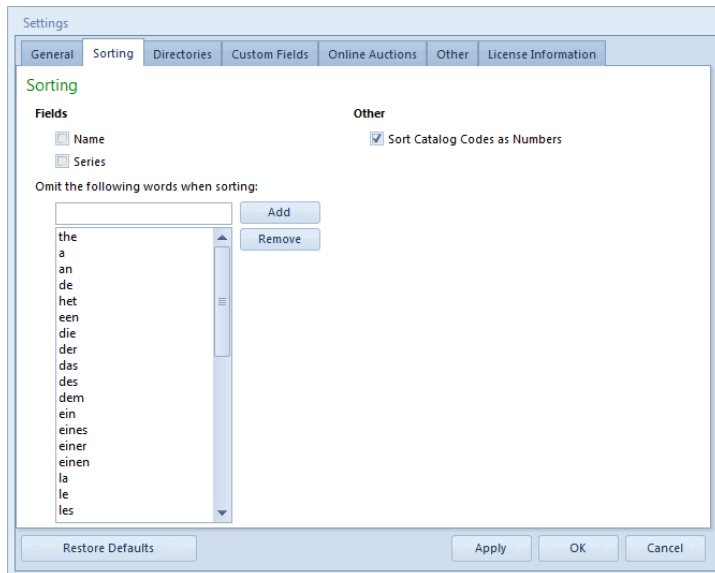 Settings
General Sorting Directories Custom Fields Online Auctions Other License Information
Sorting
Fields Other
Name Sort Catalog Codes as Numbers
Series
Omit the following words when sorting:
Add
the Remove
a
an
de
het
een
die
der
das
des
dem
ein
eines
einer
einen
la
le
les
Restore Defaults Apply OK Cancel